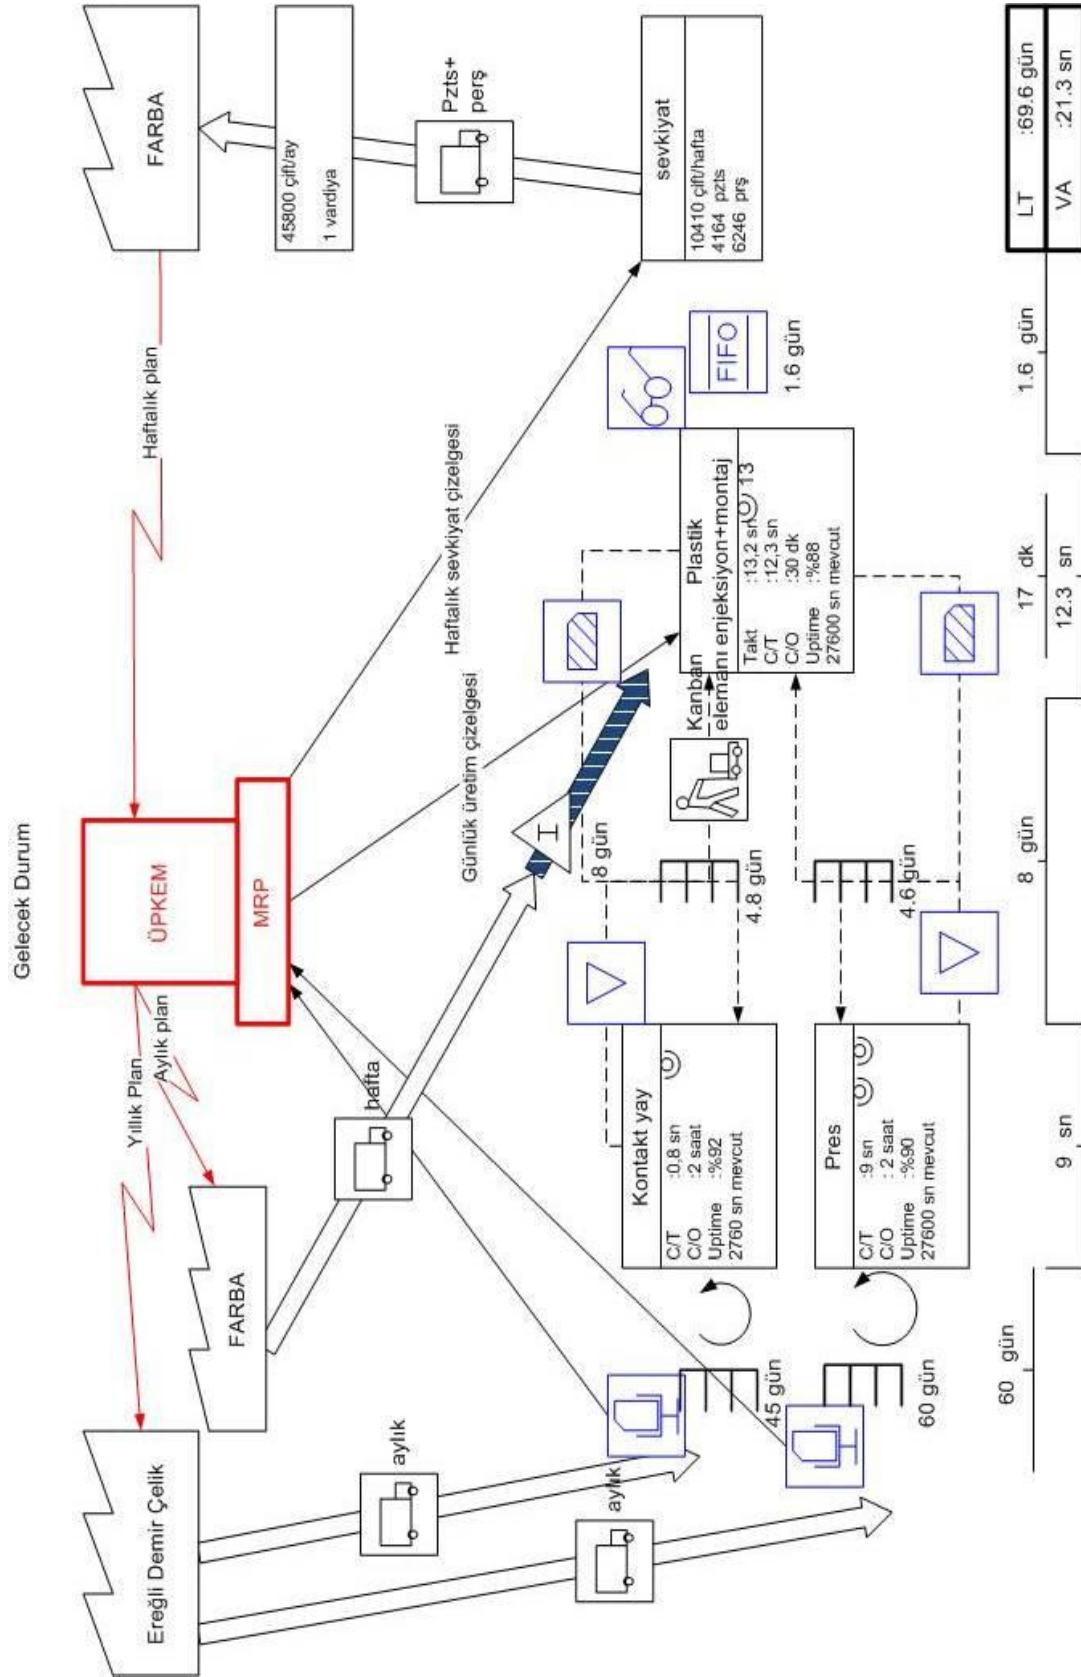 Gelecek Durum
Ereğli Demir Çelik
FARBA
Yıllık Plan
Aylık plan
ÜPKEM
MRP
Haftalık plan
FARBA
45800 çift/ay
1 vardiya
Pzts+
perş
sevkiyat
10410 çift/hafta
4164 pzts
6246 prş
aylık
aylık
hafta
Günlük üretim çizelgesi
Haftalık sevkiyat çizelgesi
I
8 gün
45 gün
60 gün
Kontakt yay
C/T :0,8 sn
C/O :2 saat
Uptime :%92
2760 sn mevcut
Pres
C/T :9 sn
C/O : 2 saat
Uptime :%90
27600 sn mevcut
4.8 gün
4.6 gün
Kanban
elemanı
Plastik
enjeksiyon+montaj
Takt :13,2 sn
13
C/T :12,3 sn
C/O :30 dk
Uptime :%88
27600 sn mevcut
FIFO
1.6 gün
60 gün
9 sn
8 gün
17 dk
12.3 sn
1.6 gün
LT :69.6 gün
VA :21.3 sn